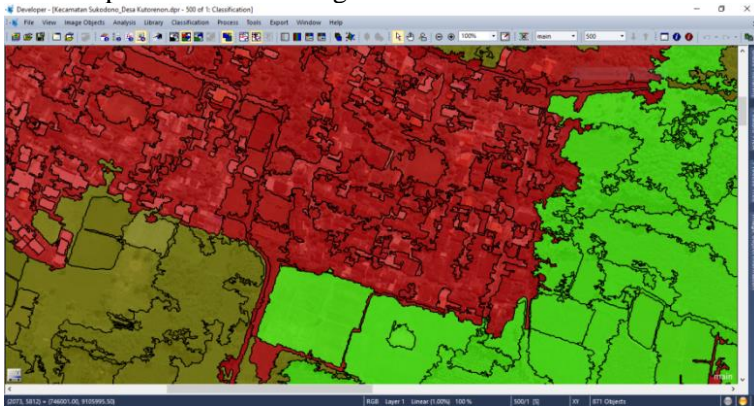 Developer - [Kecamatan Sukodono_Desa Kutorenon.dpr - 500 of 1: Classification]
File View Image Objects Analysis Library Classification Process Tools Export Window Help
100% main 500
main
(2073, 5812) = (746001.00, 9105995.50) RGB Layer 1 Linear (1.00%) 100 % 500/1 [5] XY 871 Objects